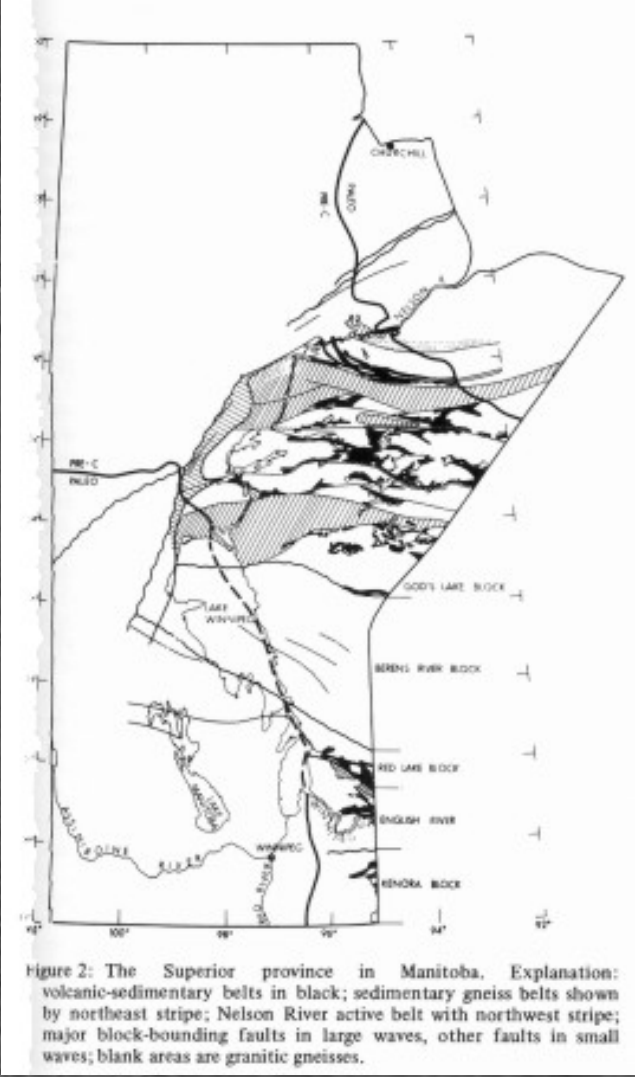 CHURCHILL
PRE-C
PALEO
NELSON R
PRE-C
PALEO
GOD'S LAKE BLOCK
LAKE
WINNIPEG
BERENS RIVER BLOCK
RED LAKE BLOCK
LAKE
MANITOBA
ENGLISH RIVER
ASSINIBOINE RIVER
WINNIPEG
RED RIVER
KENORA BLOCK
100° 98° 96° 94° 92°
Figure 2: The Superior province in Manitoba. Explanation:
volcanic-sedimentary belts in black; sedimentary gneiss belts shown
by northeast stripe; Nelson River active belt with northwest stripe;
major block-bounding faults in large waves, other faults in small
waves; blank areas are granitic gneisses.